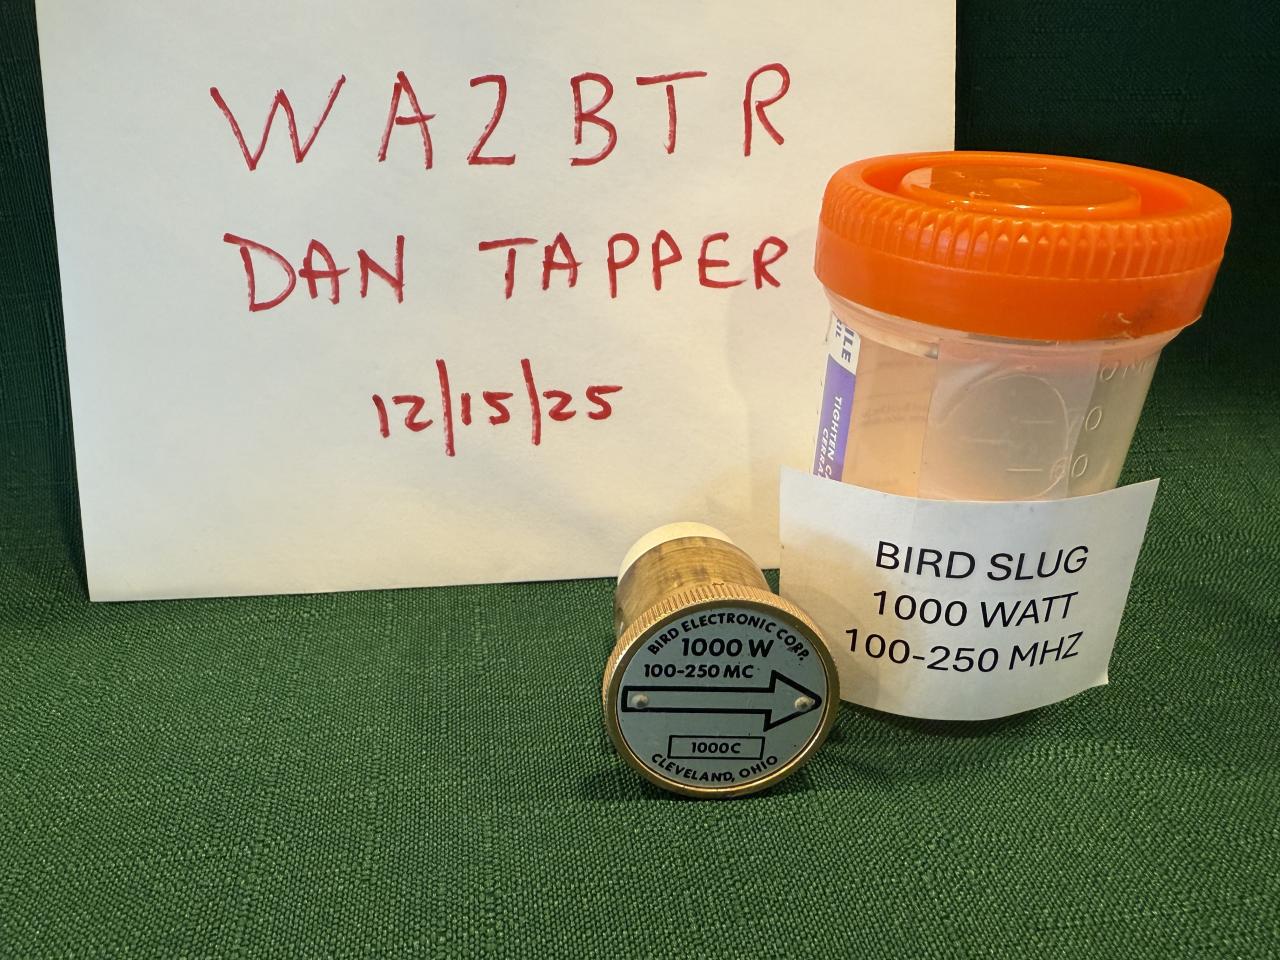 WA2BTR
DAN TAPPER
12/15/25
TIGHTEN
BIRD SLUG
1000 WATT
100-250 MHZ
BIRD ELECTRONIC CORP.
1000 W
100-250 MC
1000C
CLEVELAND, OHIO